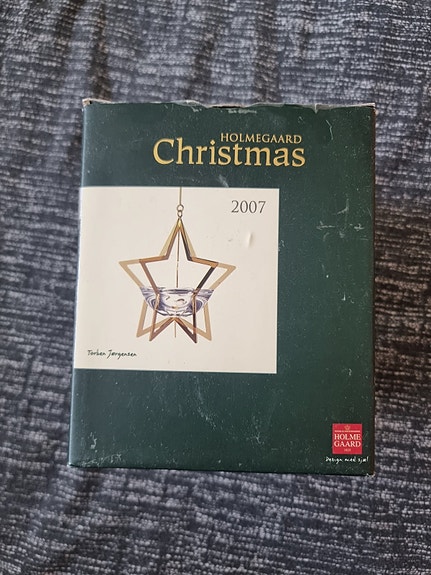 HOLMEGAARD
Christmas
2007
Torben Jørgensen
HOLME
GAARD
Design med sjæl